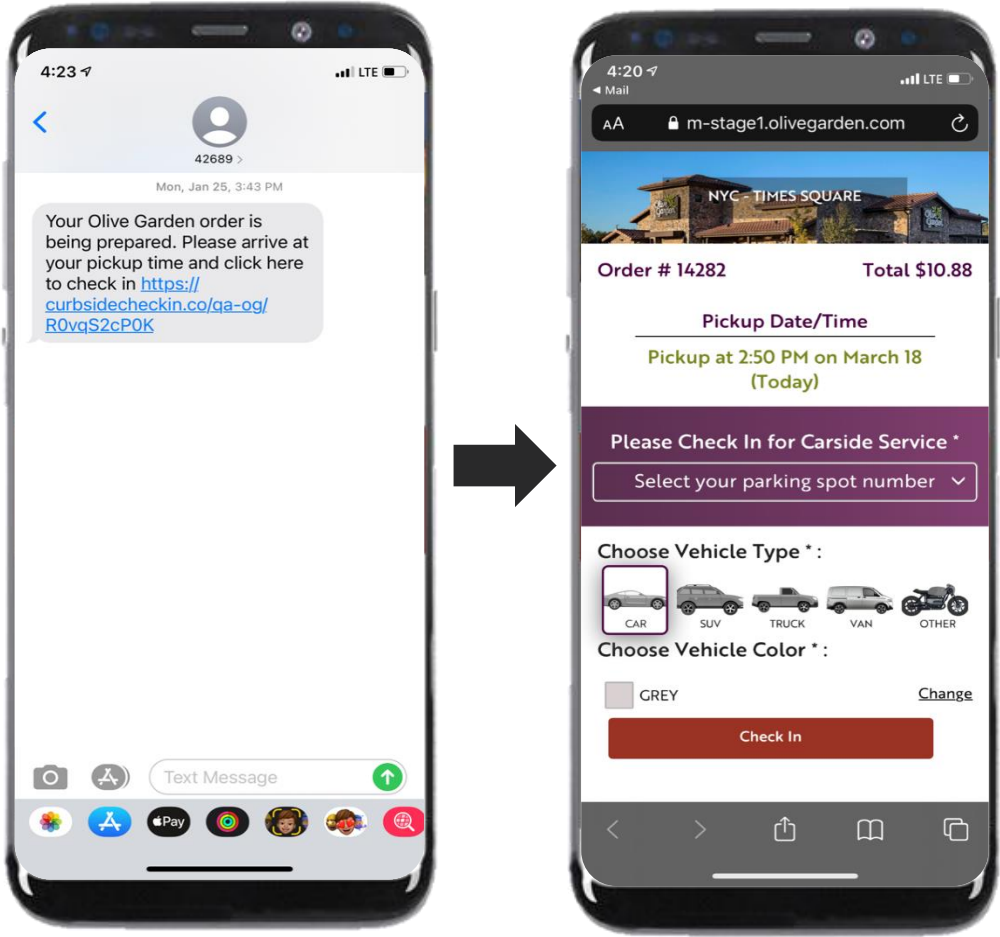 4:23
LTE
42689 >
Mon, Jan 25, 3:43 PM
Your Olive Garden order is
being prepared. Please arrive at
your pickup time and click here
to check in https://
curbsidecheckin.co/qa-og/
R0vqS2cP0K
Text Message
Pay
4:20
LTE
◀ Mail
AA m-stage1.olivegarden.com
NYC - TIMES SQUARE
Olive Garden
Order # 14282 Total $10.88
Pickup Date/Time
Pickup at 2:50 PM on March 18
(Today)
Please Check In for Carside Service *
Select your parking spot number
Choose Vehicle Type * :
CAR SUV TRUCK VAN OTHER
Choose Vehicle Color * :
GREY Change
Check In